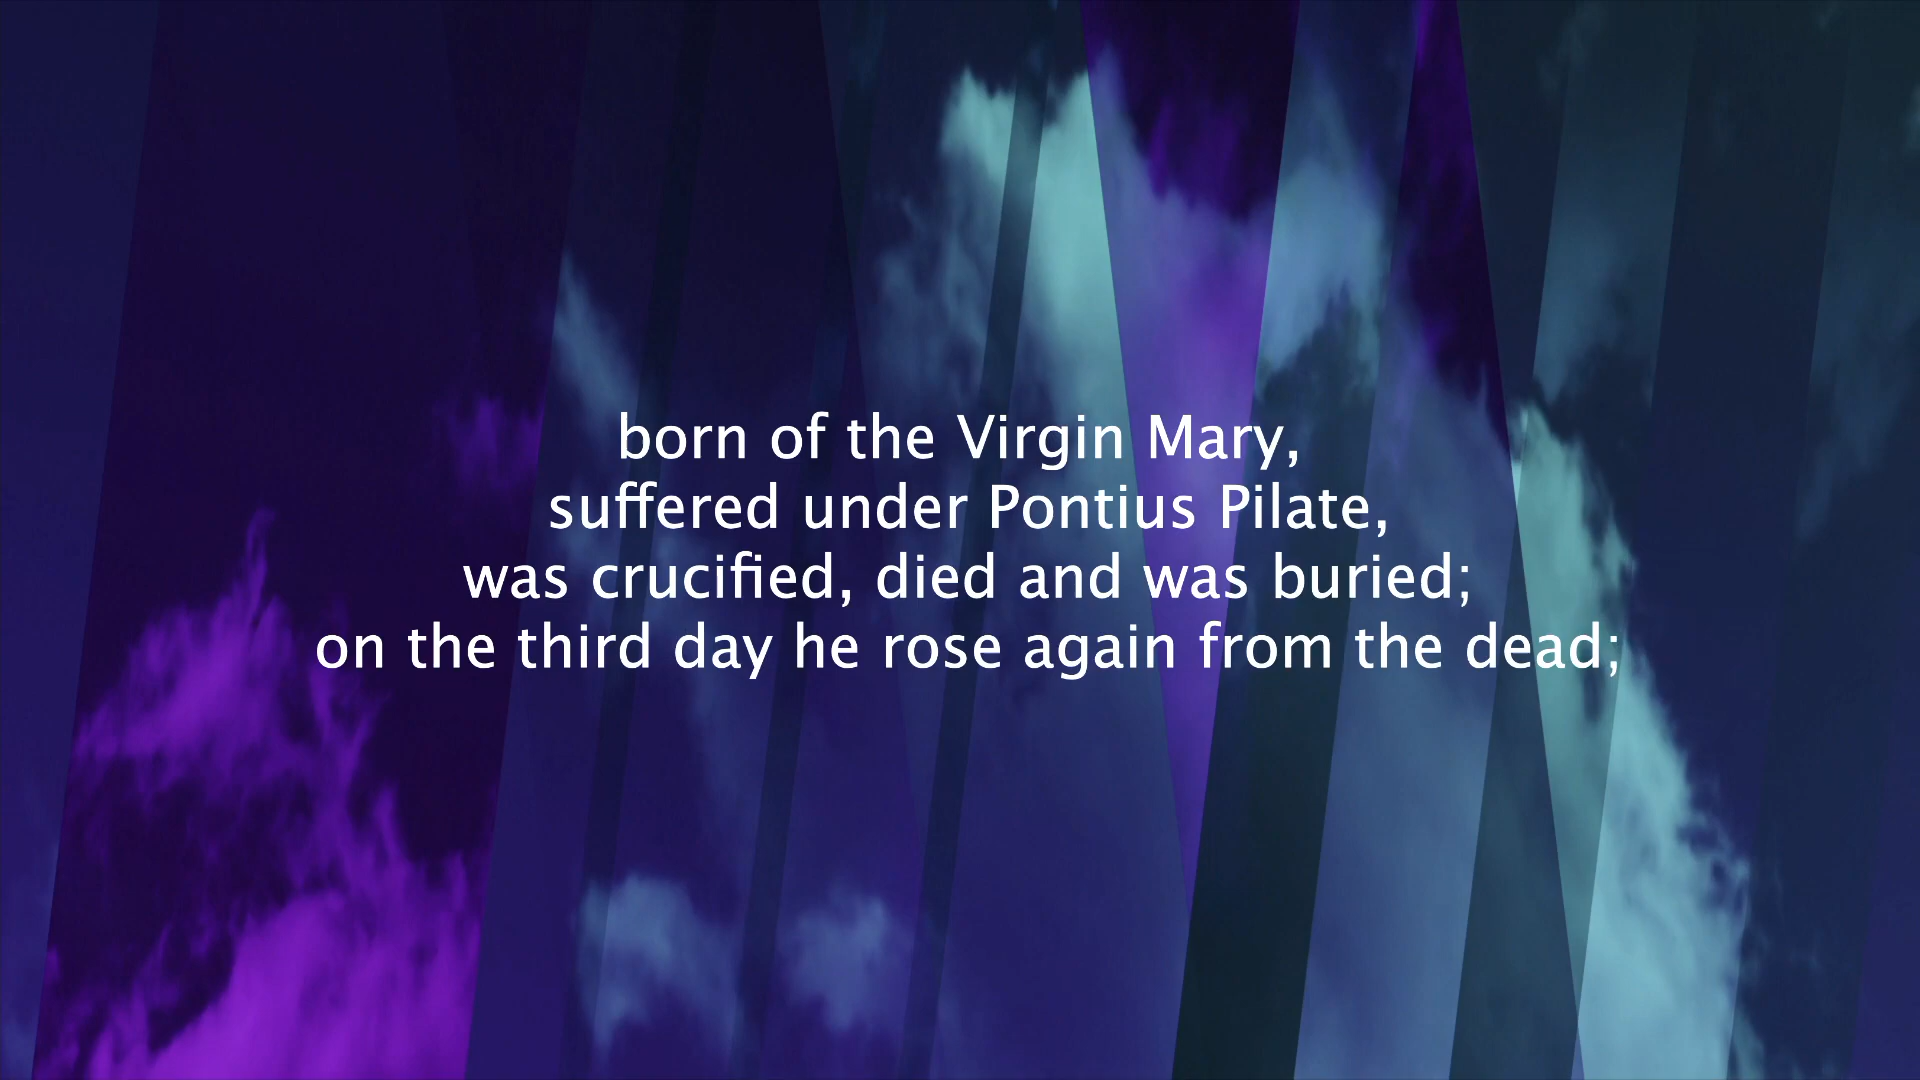 born of the Virgin Mary,
suffered under Pontius Pilate,
was crucified, died and was buried;
on the third day he rose again from the dead;